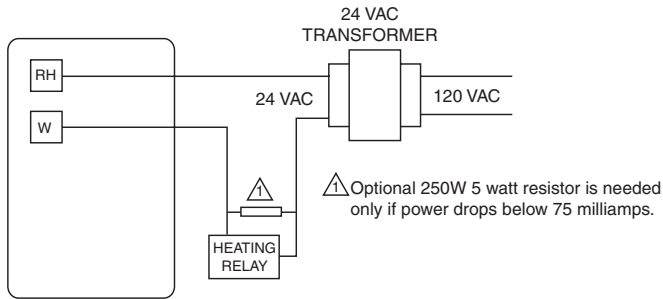 24 VAC
TRANSFORMER
RH
24 VAC
120 VAC
W
1
1 Optional 250W 5 watt resistor is needed
only if power drops below 75 milliamps.
HEATING
RELAY